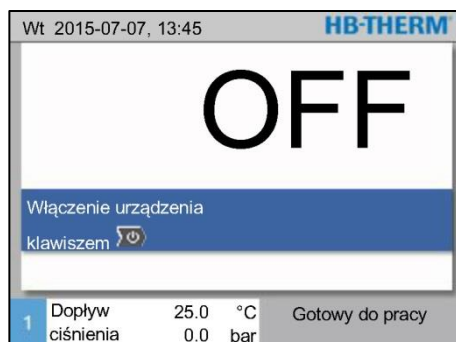 Wt 2015-07-07, 13:45
HB-THERM
OFF
Włączenie urządzenia
klawiszem
1
Dopływ 25.0 °C
ciśnienia 0.0 bar
Gotowy do pracy